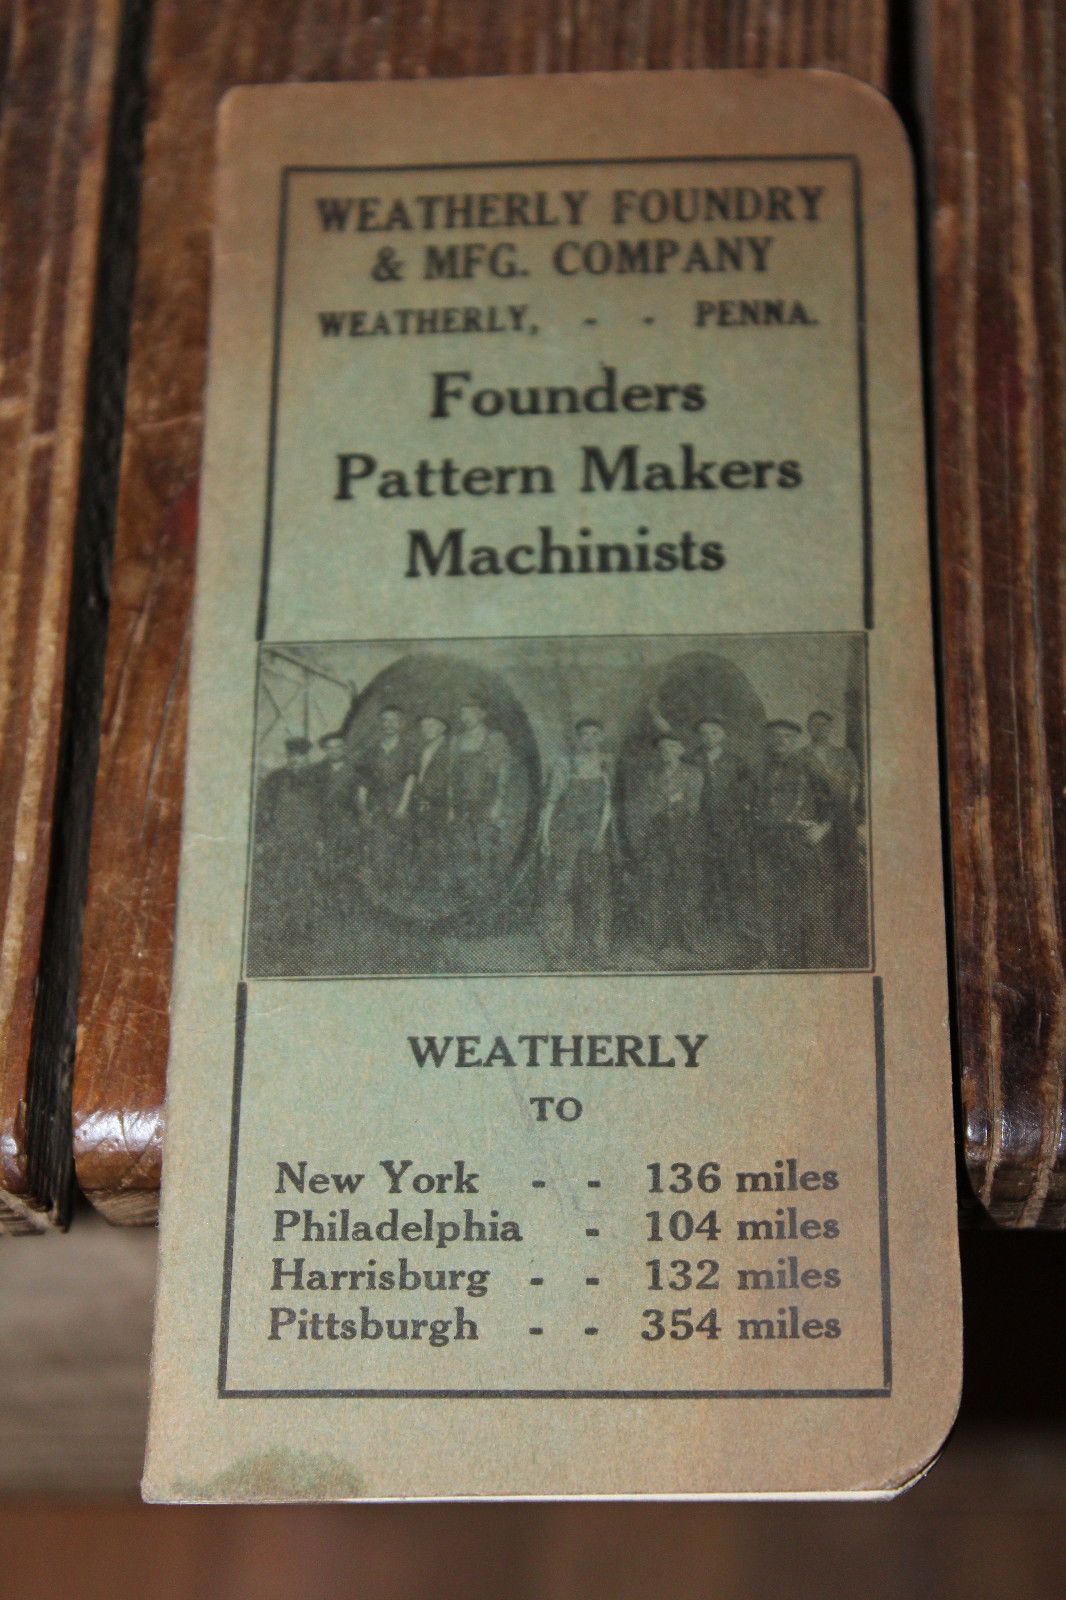 WEATHERLY FOUNDRY
& MFG. COMPANY
WEATHERLY, - - PENNA.
Founders
Pattern Makers
Machinists
WEATHERLY
TO
New York - - 136 miles
Philadelphia - 104 miles
Harrisburg - - 132 miles
Pittsburgh - - 354 miles